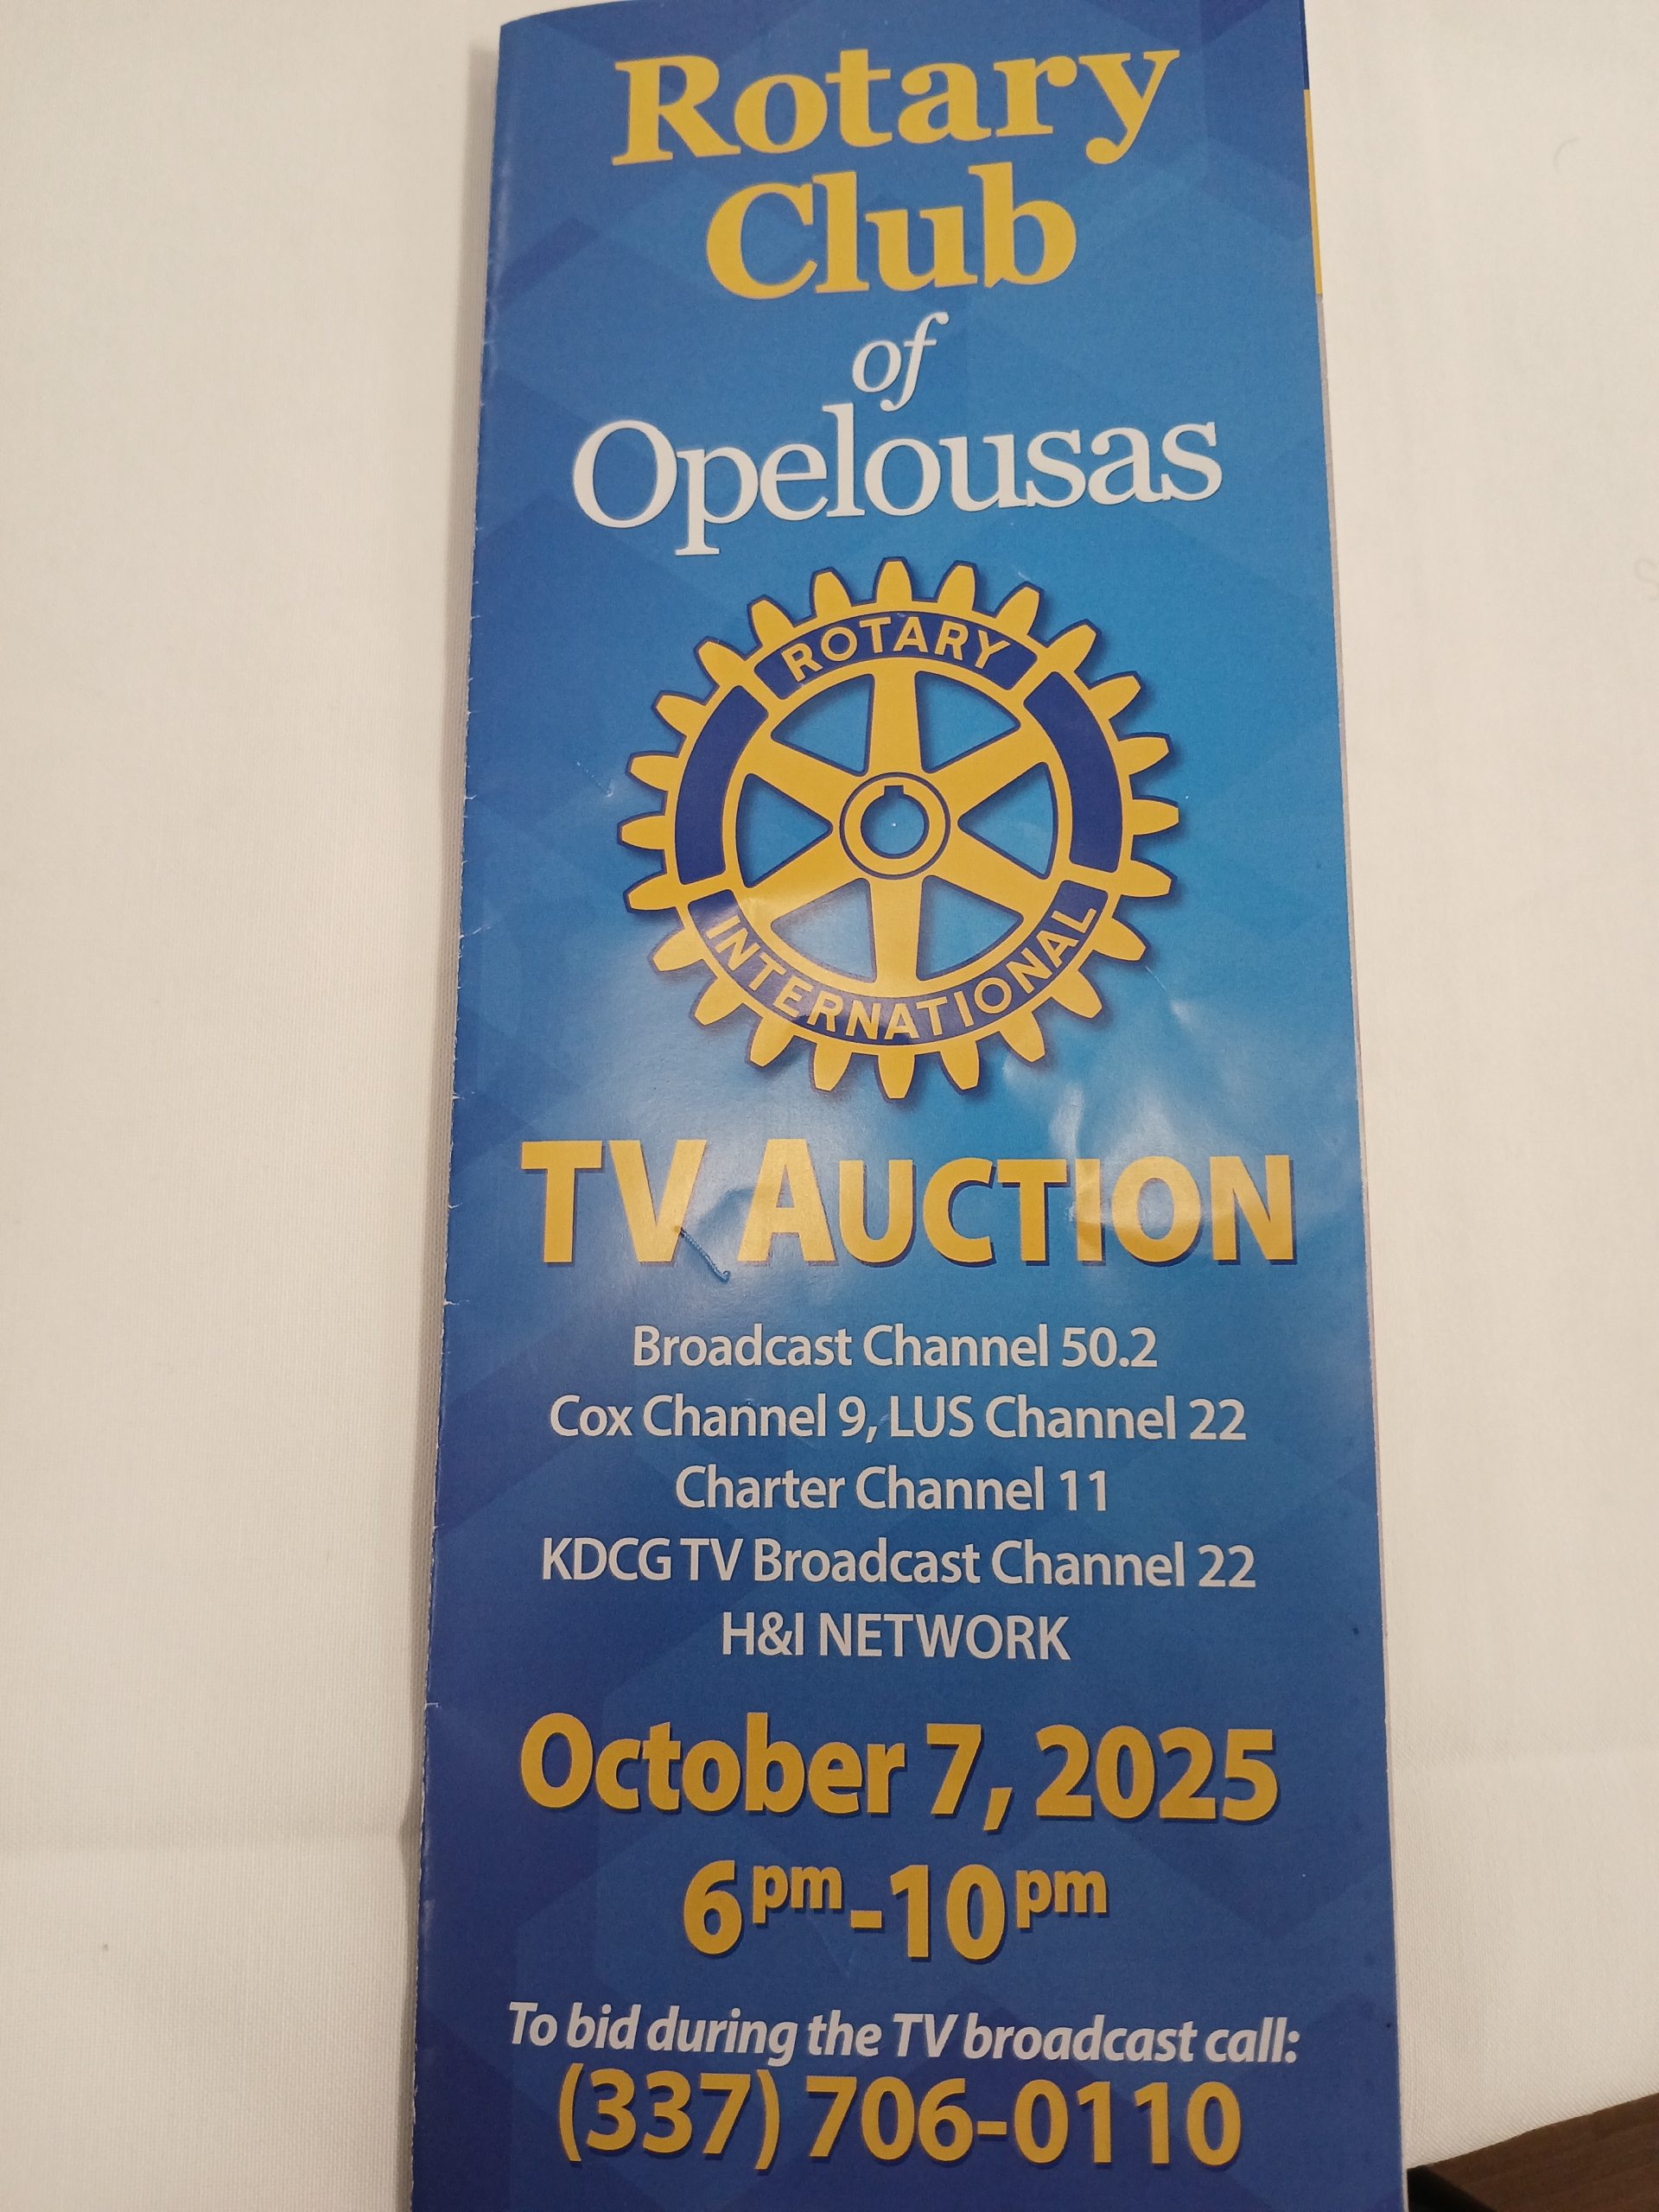 Rotary
Club
of
Opelousas
ROTARY
INTERNATIONAL
TV AUCTION
Broadcast Channel 50.2
Cox Channel 9, LUS Channel 22
Charter Channel 11
KDCG TV Broadcast Channel 22
H&I NETWORK
October 7, 2025
6pm-10pm
To bid during the TV broadcast call:
(337) 706-0110